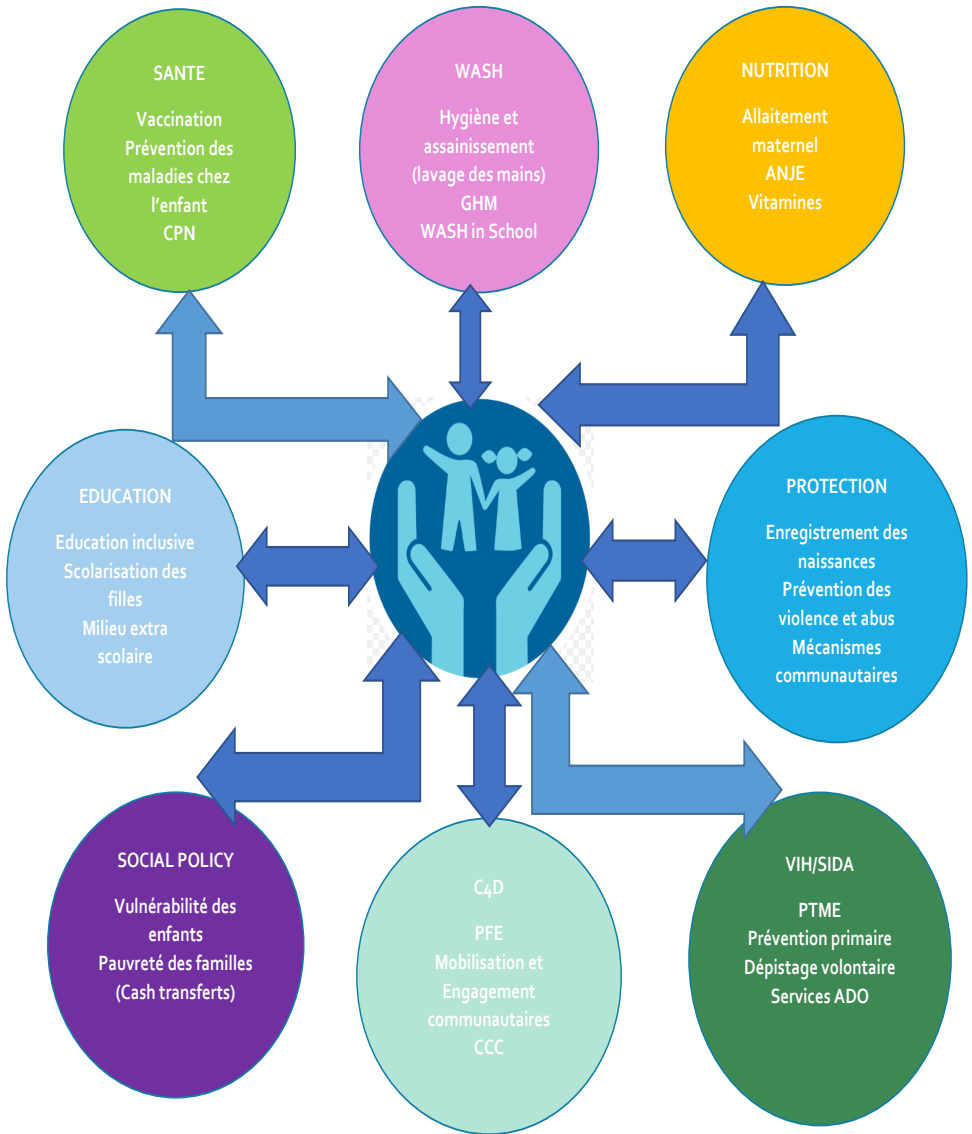 SANTE
Vaccination
Prévention des
maladies chez
l'enfant
CPN
WASH
Hygiène et
assainissement
(lavage des mains)
GHM
WASH in School
NUTRITION
Allaitement
maternel
ANJE
Vitamines
EDUCATION
Education inclusive
Scolarisation des
filles
Milieu extra
scolaire
PROTECTION
Enregistrement des
naissances
Prévention des
violence et abus
Mécanismes
communautaires
SOCIAL POLICY
Vulnérabilité des
enfants
Pauvreté des familles
(Cash transferts)
C4D
PFE
Mobilisation et
Engagement
communautaires
CCC
VIH/SIDA
PTME
Prévention primaire
Dépistage volontaire
Services ADO